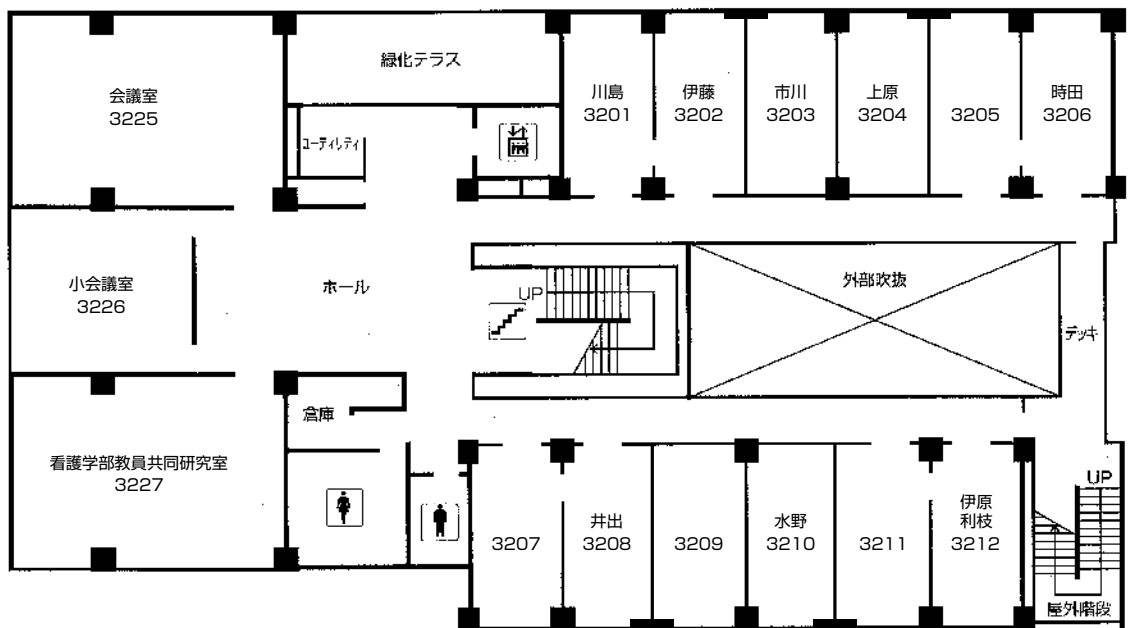 会議室
3225
緑化テラス
ユーティリティ
川島
3201
伊藤
3202
市川
3203
上原
3204
3205
時田
3206
小会議室
3226
ホール
UP
外部吹抜
デッキ
倉庫
看護学部教員共同研究室
3227
3207
井出
3208
3209
水野
3210
3211
伊原
利枝
3212
UP
屋外階段